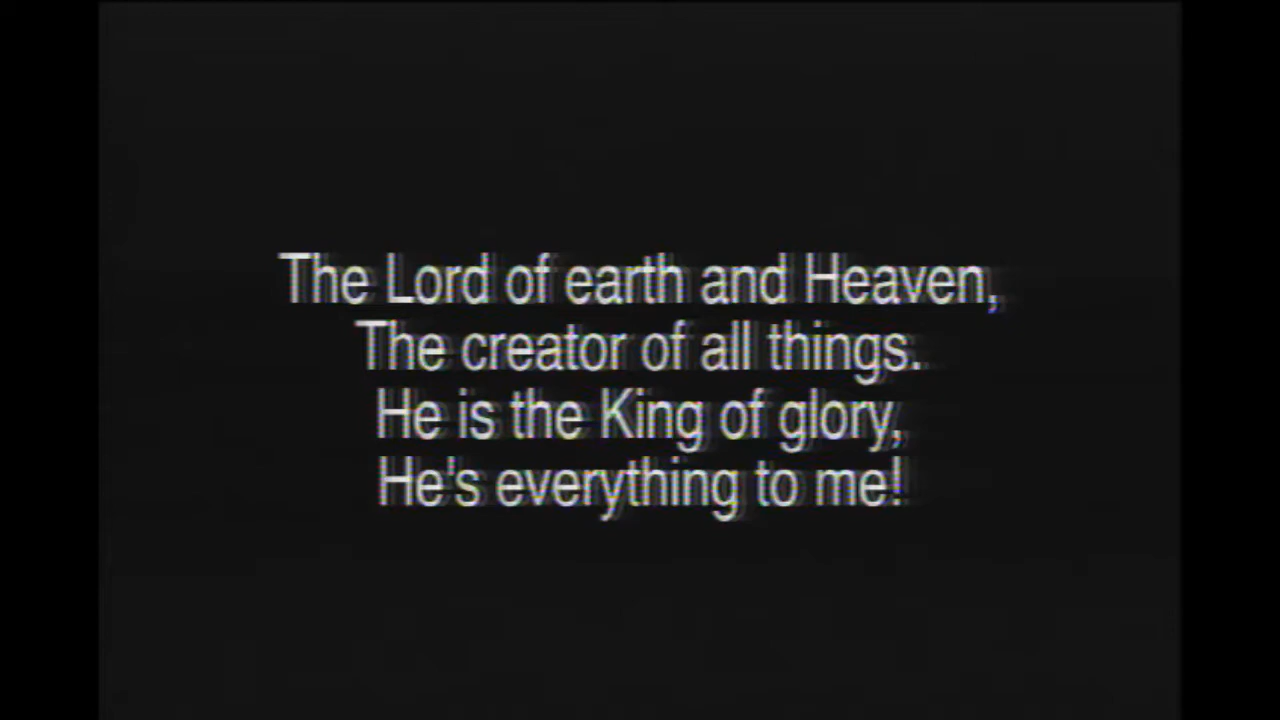 The Lord of earth and Heaven,
The creator of all things.
He is the King of glory,
He's everything to me!